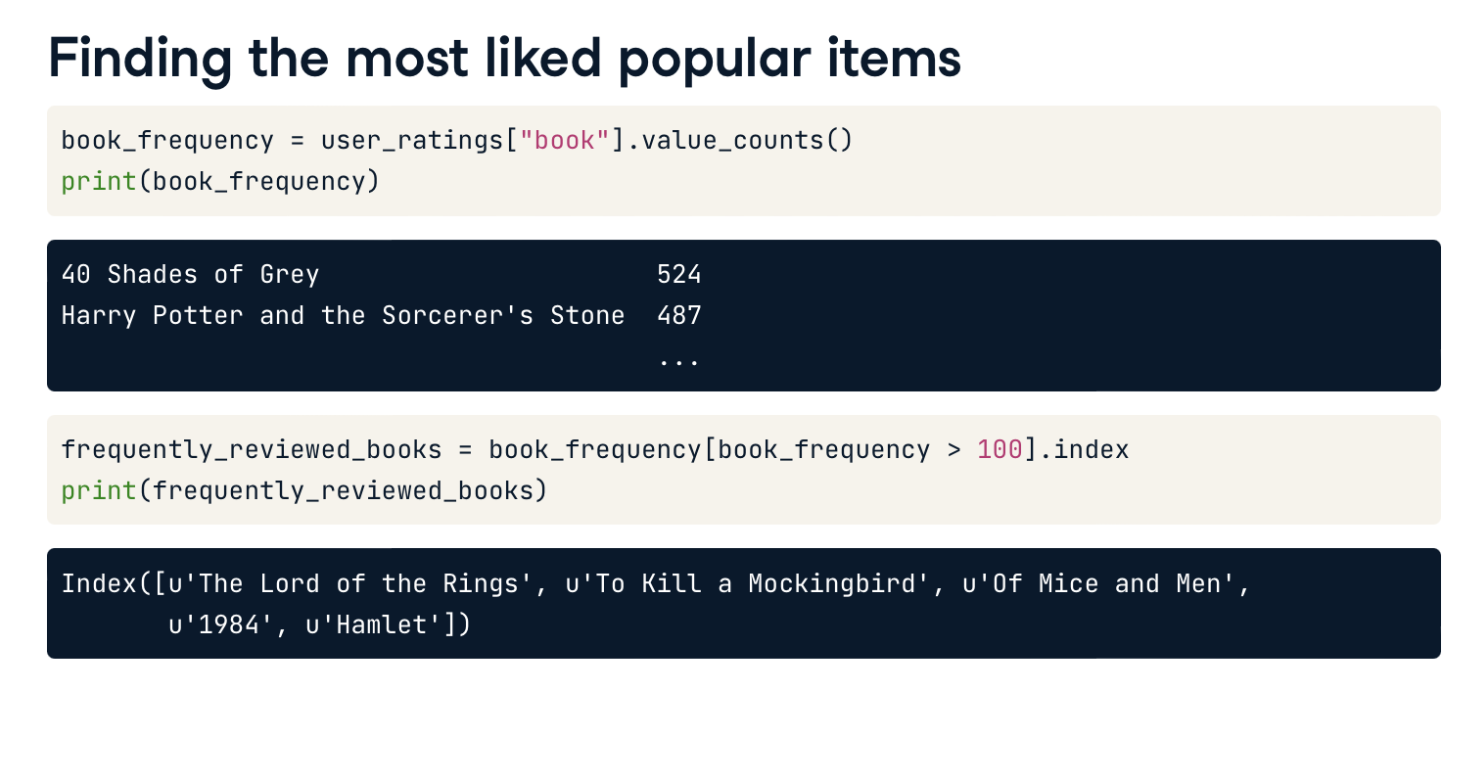 Finding the most liked popular items
book_frequency = user_ratings["book"].value_counts()
print(book_frequency)
40 Shades of Grey                      524
Harry Potter and the Sorcerer's Stone  487
                                       ...
frequently_reviewed_books = book_frequency[book_frequency > 100].index
print(frequently_reviewed_books)
Index([u'The Lord of the Rings', u'To Kill a Mockingbird', u'Of Mice and Men',
       u'1984', u'Hamlet'])